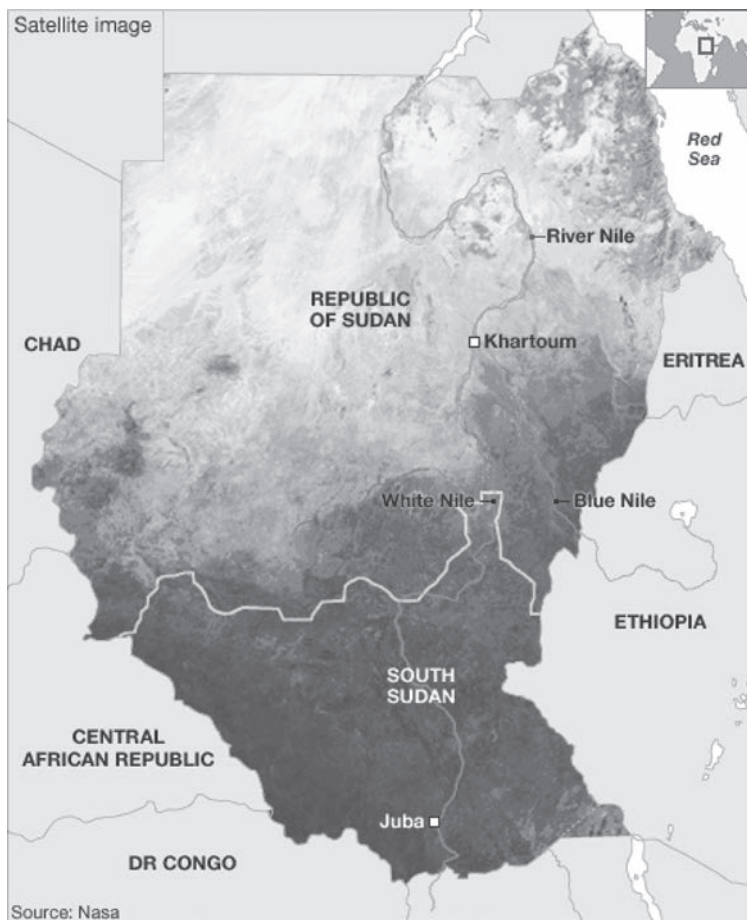 Satellite image
Red
Sea
River Nile
REPUBLIC
OF SUDAN
Khartoum
CHAD
ERITREA
White Nile
Blue Nile
ETHIOPIA
SOUTH
SUDAN
CENTRAL
AFRICAN REPUBLIC
Juba
DR CONGO
Source: Nasa